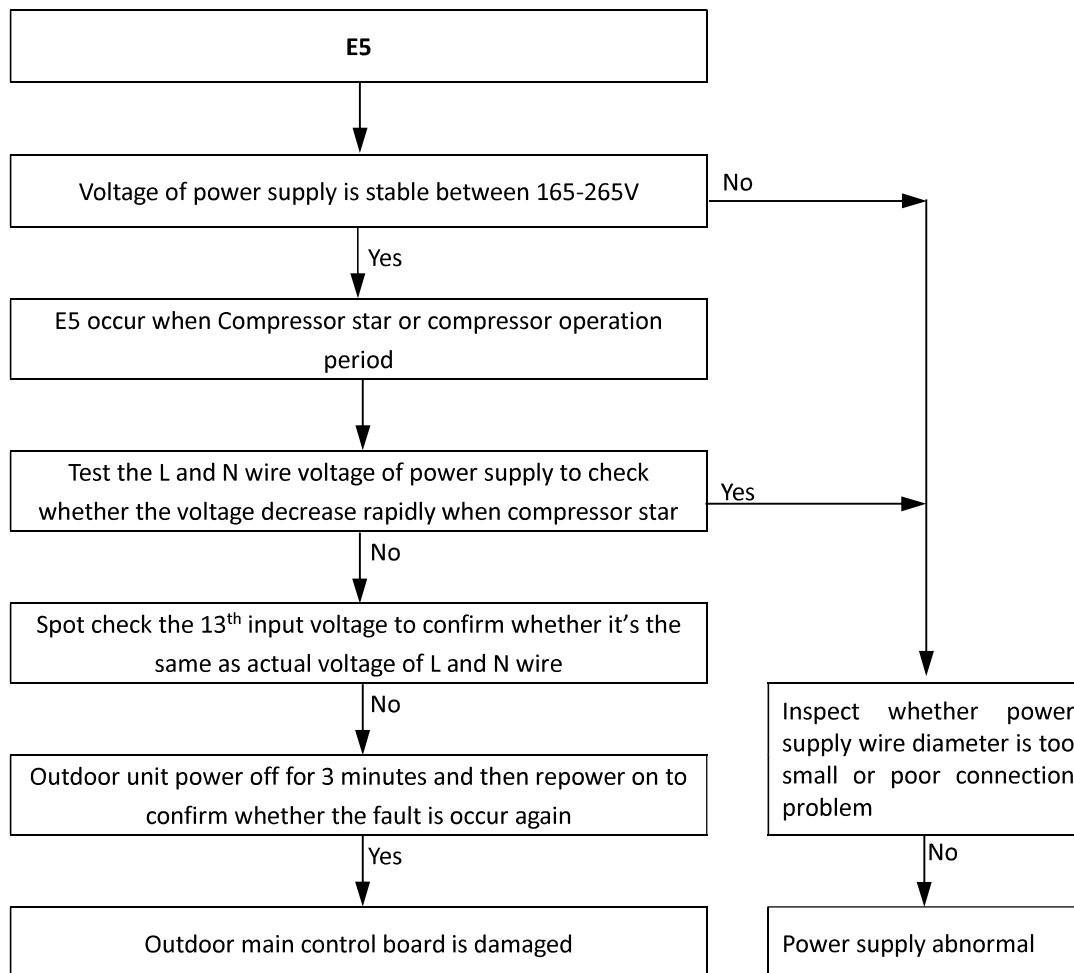 E5
Voltage of power supply is stable between 165-265V
No
Yes
E5 occur when Compressor star or compressor operation
period
Test the L and N wire voltage of power supply to check
whether the voltage decrease rapidly when compressor star
Yes
No
Spot check the 13th input voltage to confirm whether it's the
same as actual voltage of L and N wire
No
Outdoor unit power off for 3 minutes and then repower on to
confirm whether the fault is occur again
Yes
Outdoor main control board is damaged
Inspect whether power
supply wire diameter is too
small or poor connection
problem
No
Power supply abnormal